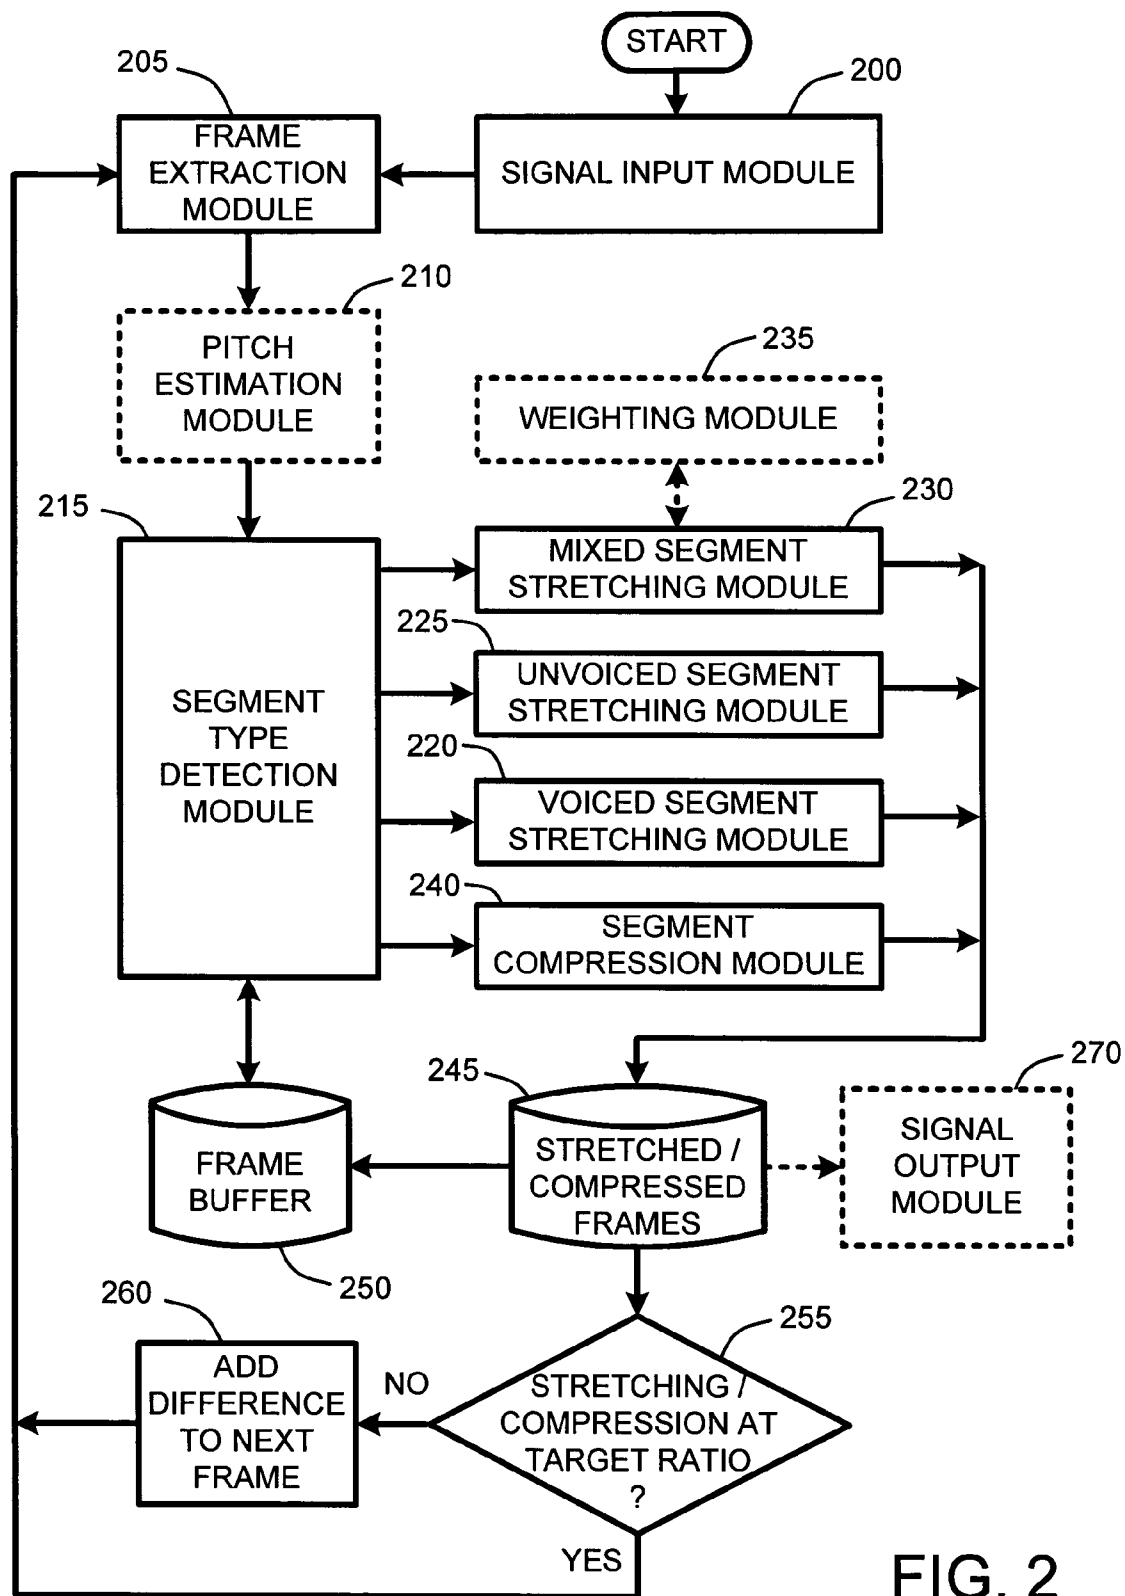 START
205
200
FRAME
EXTRACTION
MODULE
SIGNAL INPUT MODULE
210
PITCH
ESTIMATION
MODULE
235
WEIGHTING MODULE
215
230
MIXED SEGMENT
STRETCHING MODULE
225
UNVOICED SEGMENT
STRETCHING MODULE
SEGMENT
TYPE
DETECTION
MODULE
220
VOICED SEGMENT
STRETCHING MODULE
240
SEGMENT
COMPRESSION MODULE
245
270
FRAME
BUFFER
STRETCHED /
COMPRESSED
FRAMES
SIGNAL
OUTPUT
MODULE
250
260
255
ADD
DIFFERENCE
TO NEXT
FRAME
NO
STRETCHING /
COMPRESSION AT
TARGET RATIO
?
YES
FIG. 2